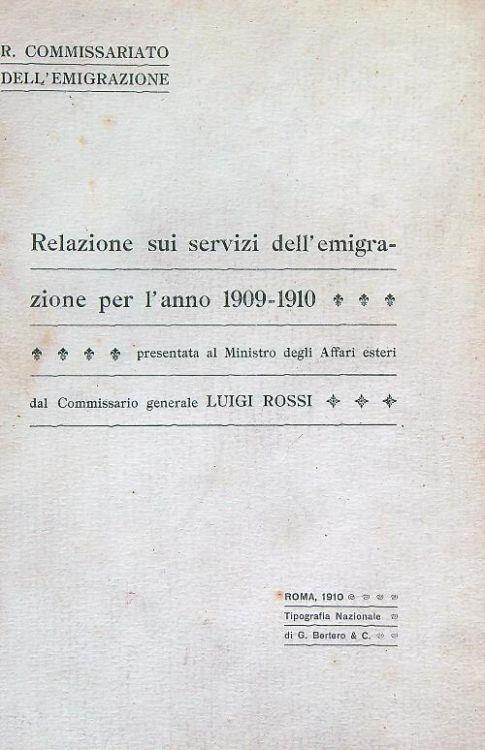 R. COMMISSARIATO
DELL'EMIGRAZIONE
Relazione sui servizi dell'emigra-
zione per l'anno 1909-1910
presentata al Ministro degli Affari esteri
dal Commissario generale LUIGI ROSSI
ROMA, 1910
Tipografia Nazionale
di G. Bertero & C.